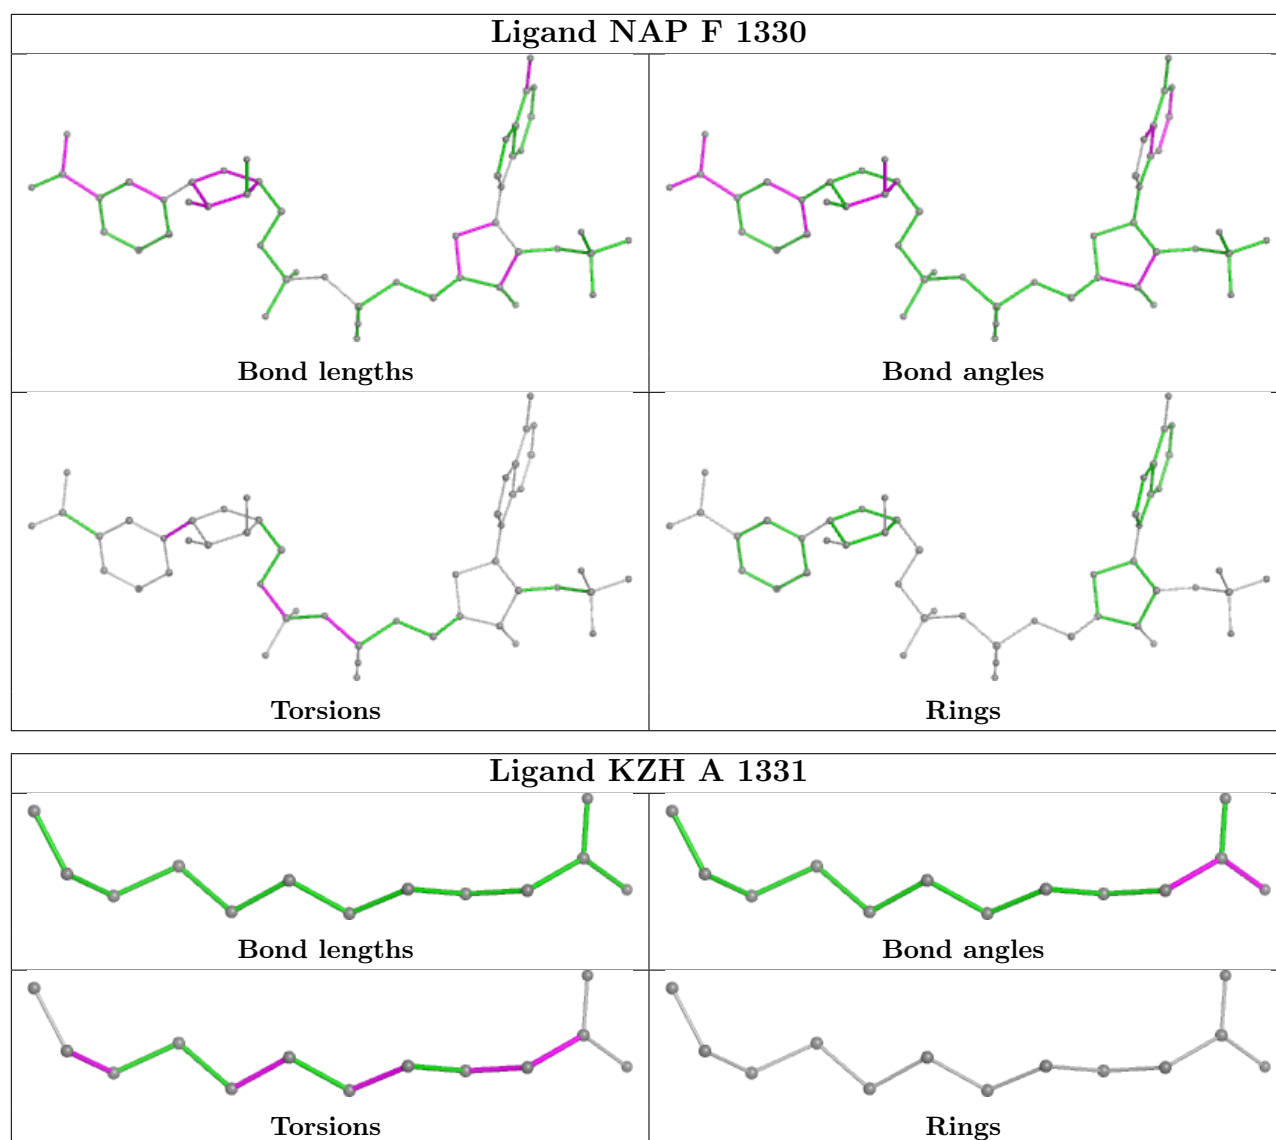 Ligand NAP F 1330
Bond lengths
Bond angles
Torsions
Rings
Ligand KZH A 1331
Bond lengths
Bond angles
Torsions
Rings